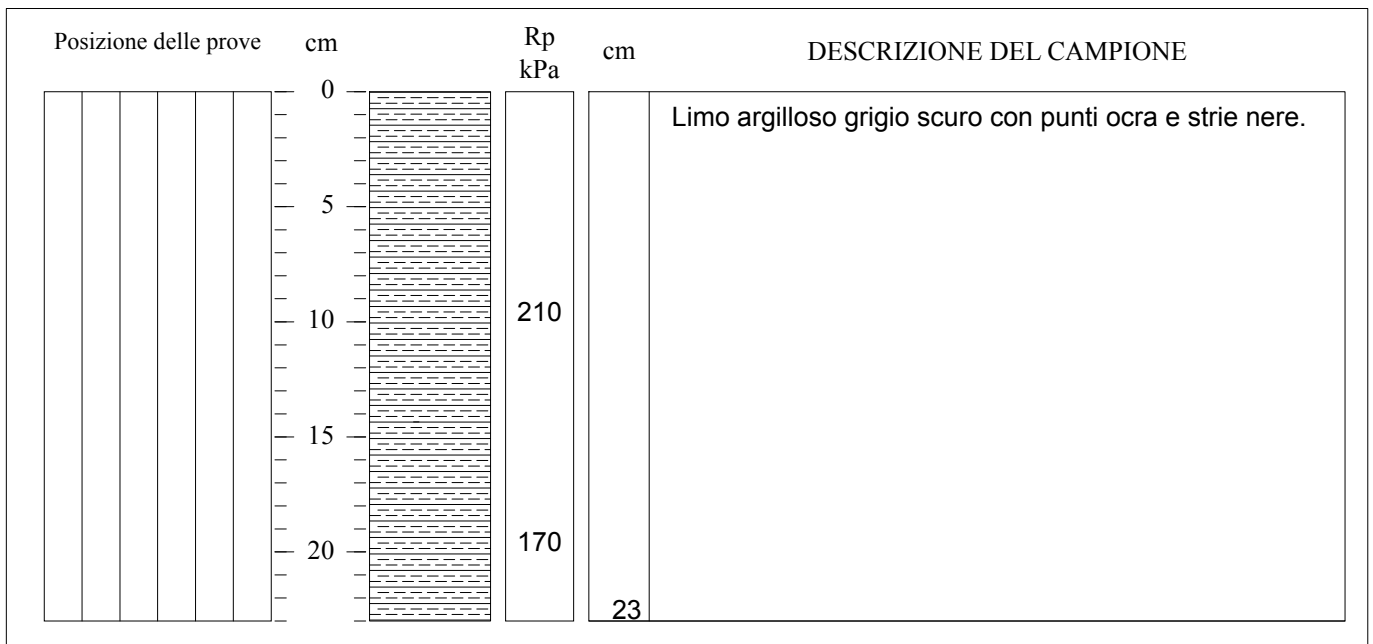 Posizione delle prove
cm
Rp
kPa
cm
DESCRIZIONE DEL CAMPIONE
0
5
10
15
20
210
170
23
Limo argilloso grigio scuro con punti ocra e strie nere.